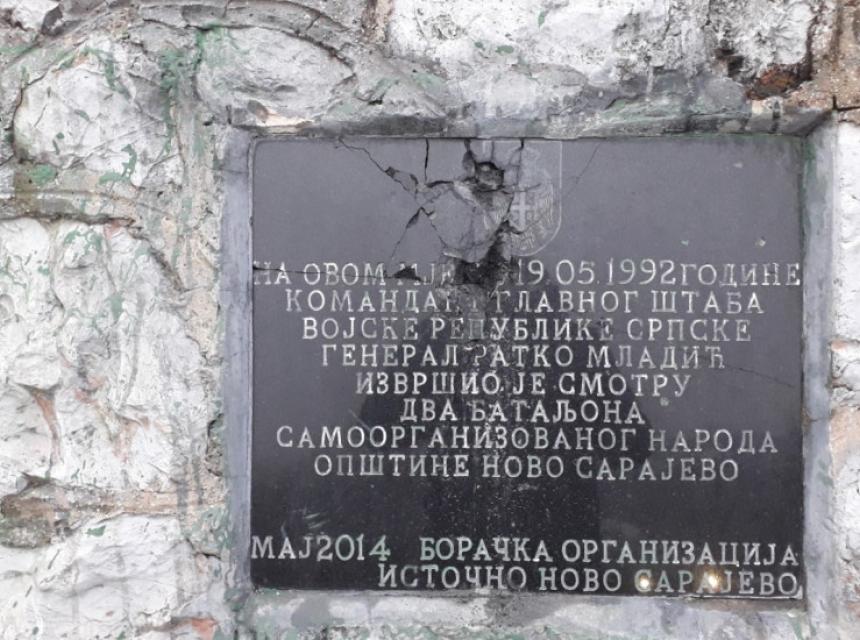 НА ОВОМ 19.05.1992 ГОДИНЕ
КОМАНДАНТ ГЛАВНОГ ШТАБА
ВОЈСКЕ РЕПУБЛИКЕ СРПСКЕ
ГЕНЕРАЛ РАТКО МЛАДИЋ
ИЗВРШИО ЈЕ СМОТРУ
ДВА БАТАЉОНА
САМООРГАНИЗОВАНОГ НАРОДА
ОПШТИНЕ НОВО САРАЈЕВО
МАЈ 2014 БОРАЧКА ОРГАНИЗАЦИЈА
ИСТОЧНО НОВО САРАЈЕВО